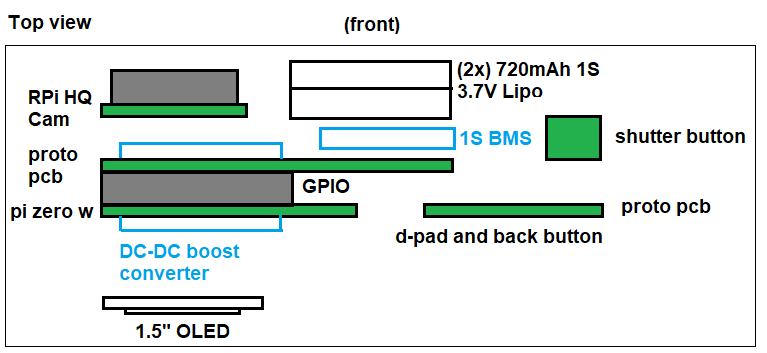 Top view
(front)
RPi HQ
Cam
(2x) 720mAh 1S
3.7V Lipo
1S BMS
shutter button
proto
pcb
GPIO
pi zero w
proto pcb
d-pad and back button
DC-DC boost
converter
1.5" OLED